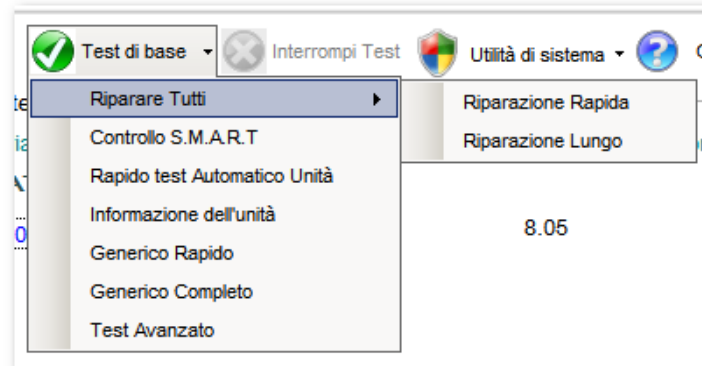 Test di base Interrompi Test Utilità di sistema
Riparare Tutti
Riparazione Rapida
Controllo S.M.A.R.T
Riparazione Lungo
Rapido test Automatico Unità
Informazione dell'unità
8.05
Generico Rapido
Generico Completo
Test Avanzato